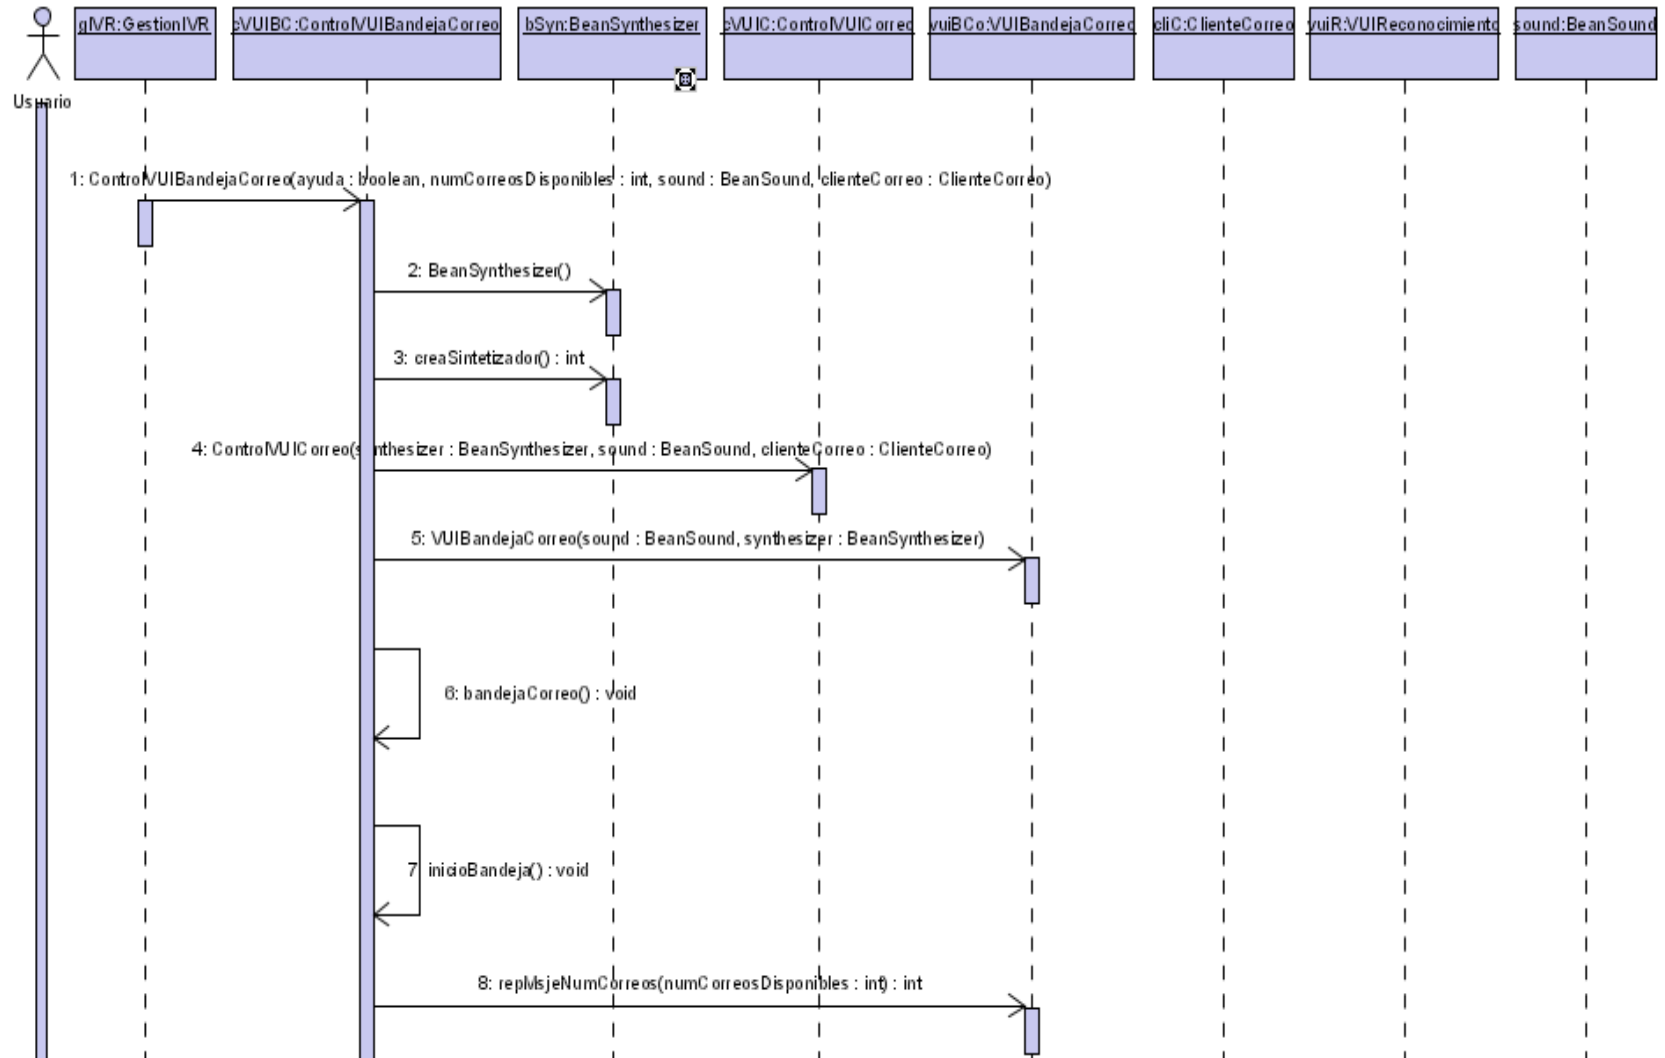 gIVR:GestionIVR
cVUIBC:ControlVUIBandejaCorreo
bSyn:BeanSynthesizer
cVUIC:ControlVUICorreo
vuiBCo:VUIBandejaCorreo
cliC:ClienteCorreo
vuiR:VUIReconocimiento
sound:BeanSound
Usuario
1: ControlVUIBandejaCorreo(ayuda : boolean, numCorreosDisponibles : int, sound : BeanSound, clienteCorreo : ClienteCorreo)
2: BeanSynthesizer()
3: creaSintetizador() : int
4: ControlVUICorreo(synthesizer : BeanSynthesizer, sound : BeanSound, clienteCorreo : ClienteCorreo)
5: VUIBandejaCorreo(sound : BeanSound, synthesizer : BeanSynthesizer)
6: bandejaCorreo() : void
7: inicioBandeja() : void
8: repMsjeNumCorreos(numCorreosDisponibles : int) : int